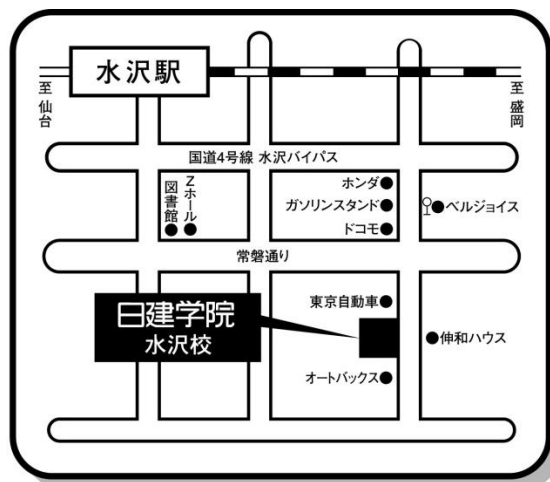 水沢駅
至 仙台
至 盛岡
国道4号線 水沢バイパス
図書館
Zホール
ホンダ
ガソリンスタンド
ドコモ
ベルジョイス
常磐通り
日建学院
水沢校
東京自動車
伸和ハウス
オートバックス